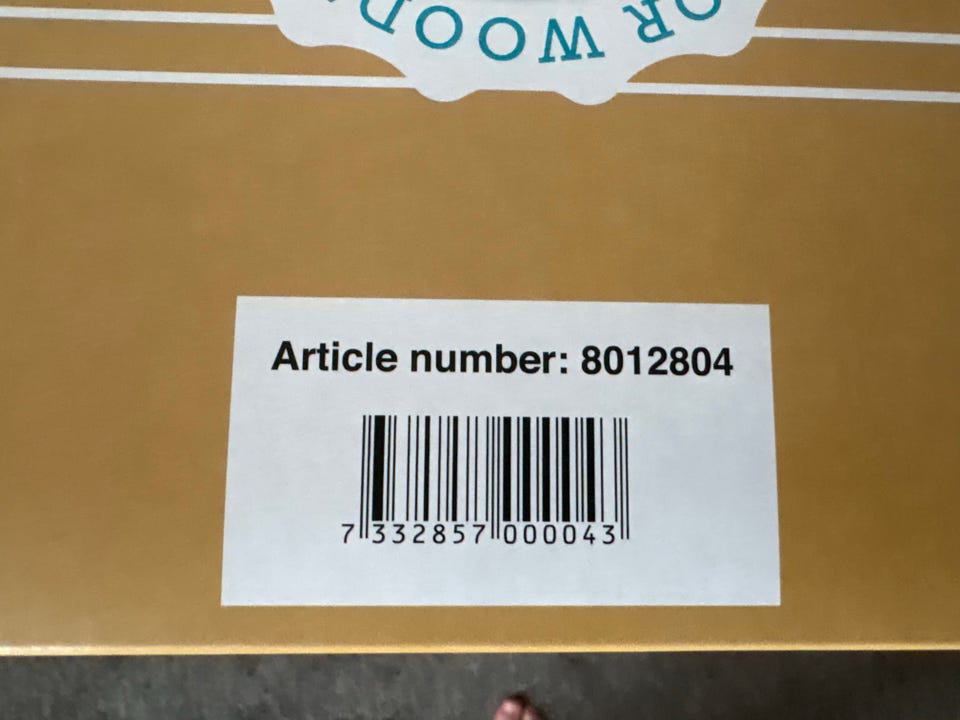 OR WOOD
Article number: 8012804
7 332857 000043